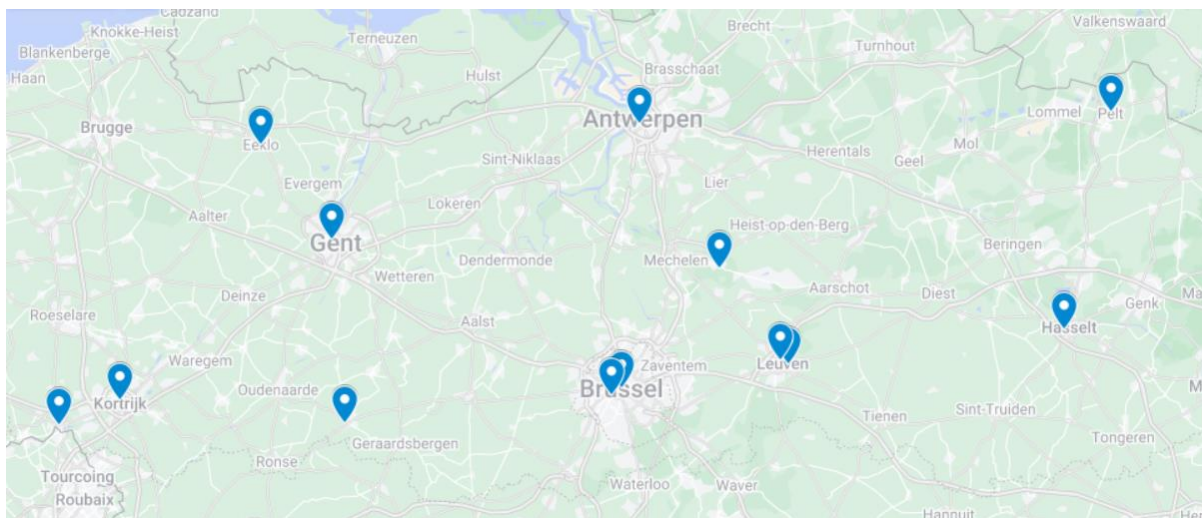 Cadzand
Knokke-Heist
Blankenberge
Haan
Terneuzen
Hulst
Brecht
Turnhout
Valkenswaard
Brasschaat
Brugge
Eeklo
Antwerpen
Lommel
Pelt
Sint-Niklaas
Herentals
Geel
Mol
Evergem
Lier
Aalter
Lokeren
Heist-op-den-Berg
Gent
Beringen
Wetteren
Dendermonde
Mechelen
Aarschot
Diest
Deinze
Genk
Roeselare
Aalst
Hasselt
Waregem
Zaventem
Leuven
Oudenaarde
Brussel
Kortrijk
Tienen
Sint-Truiden
Geraardsbergen
Tongeren
Ronse
Tourcoing
Roubaix
Waterloo
Waver
Hannuit